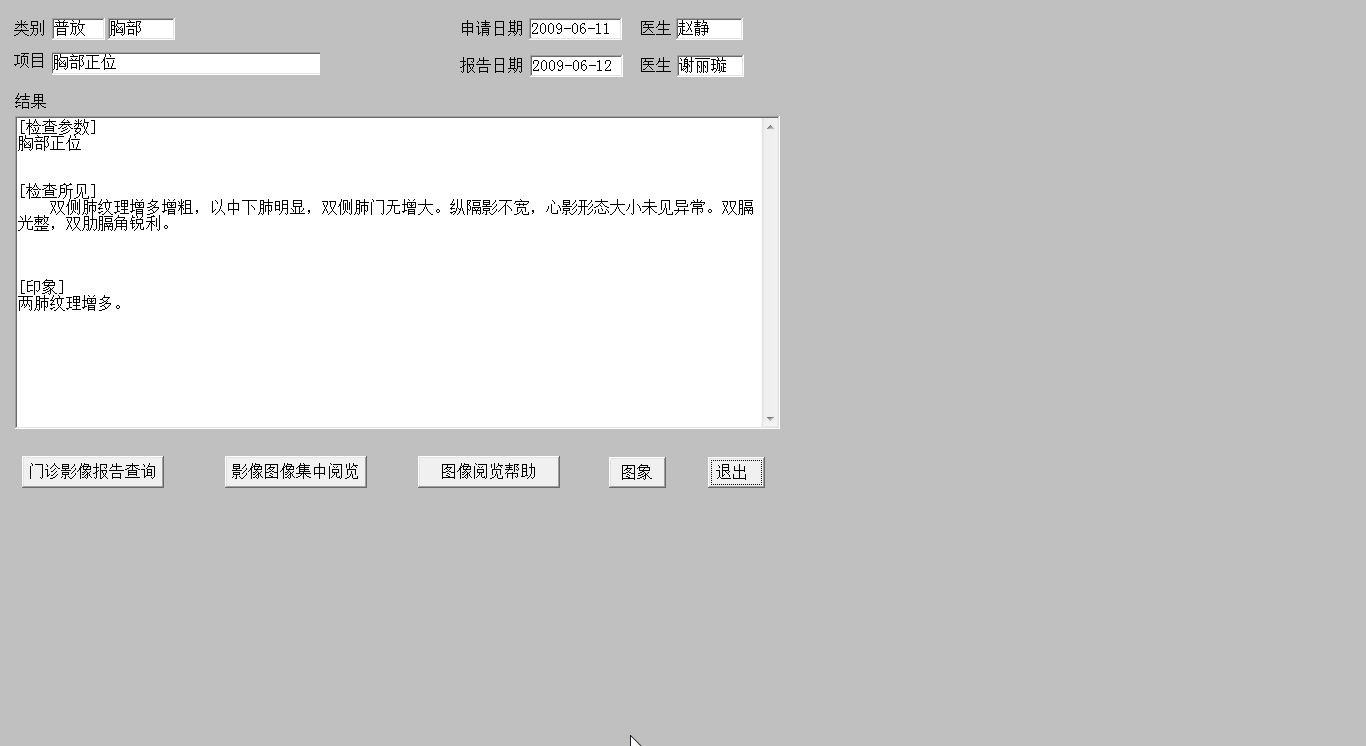 类别 普放 胸部 申请日期 2009-06-11 医生 赵静
项目 胸部正位 报告日期 2009-06-12 医生 谢丽璇
结果
[检查参数]
胸部正位
[检查所见]
双侧肺纹理增多增粗，以中下肺明显，双侧肺门无增大。纵隔影不宽，心影形态大小未见异常。双膈
光整，双肋膈角锐利。
[印象]
两肺纹理增多。
门诊影像报告查询 影像图像集中阅览 图像阅览帮助 图象 退出